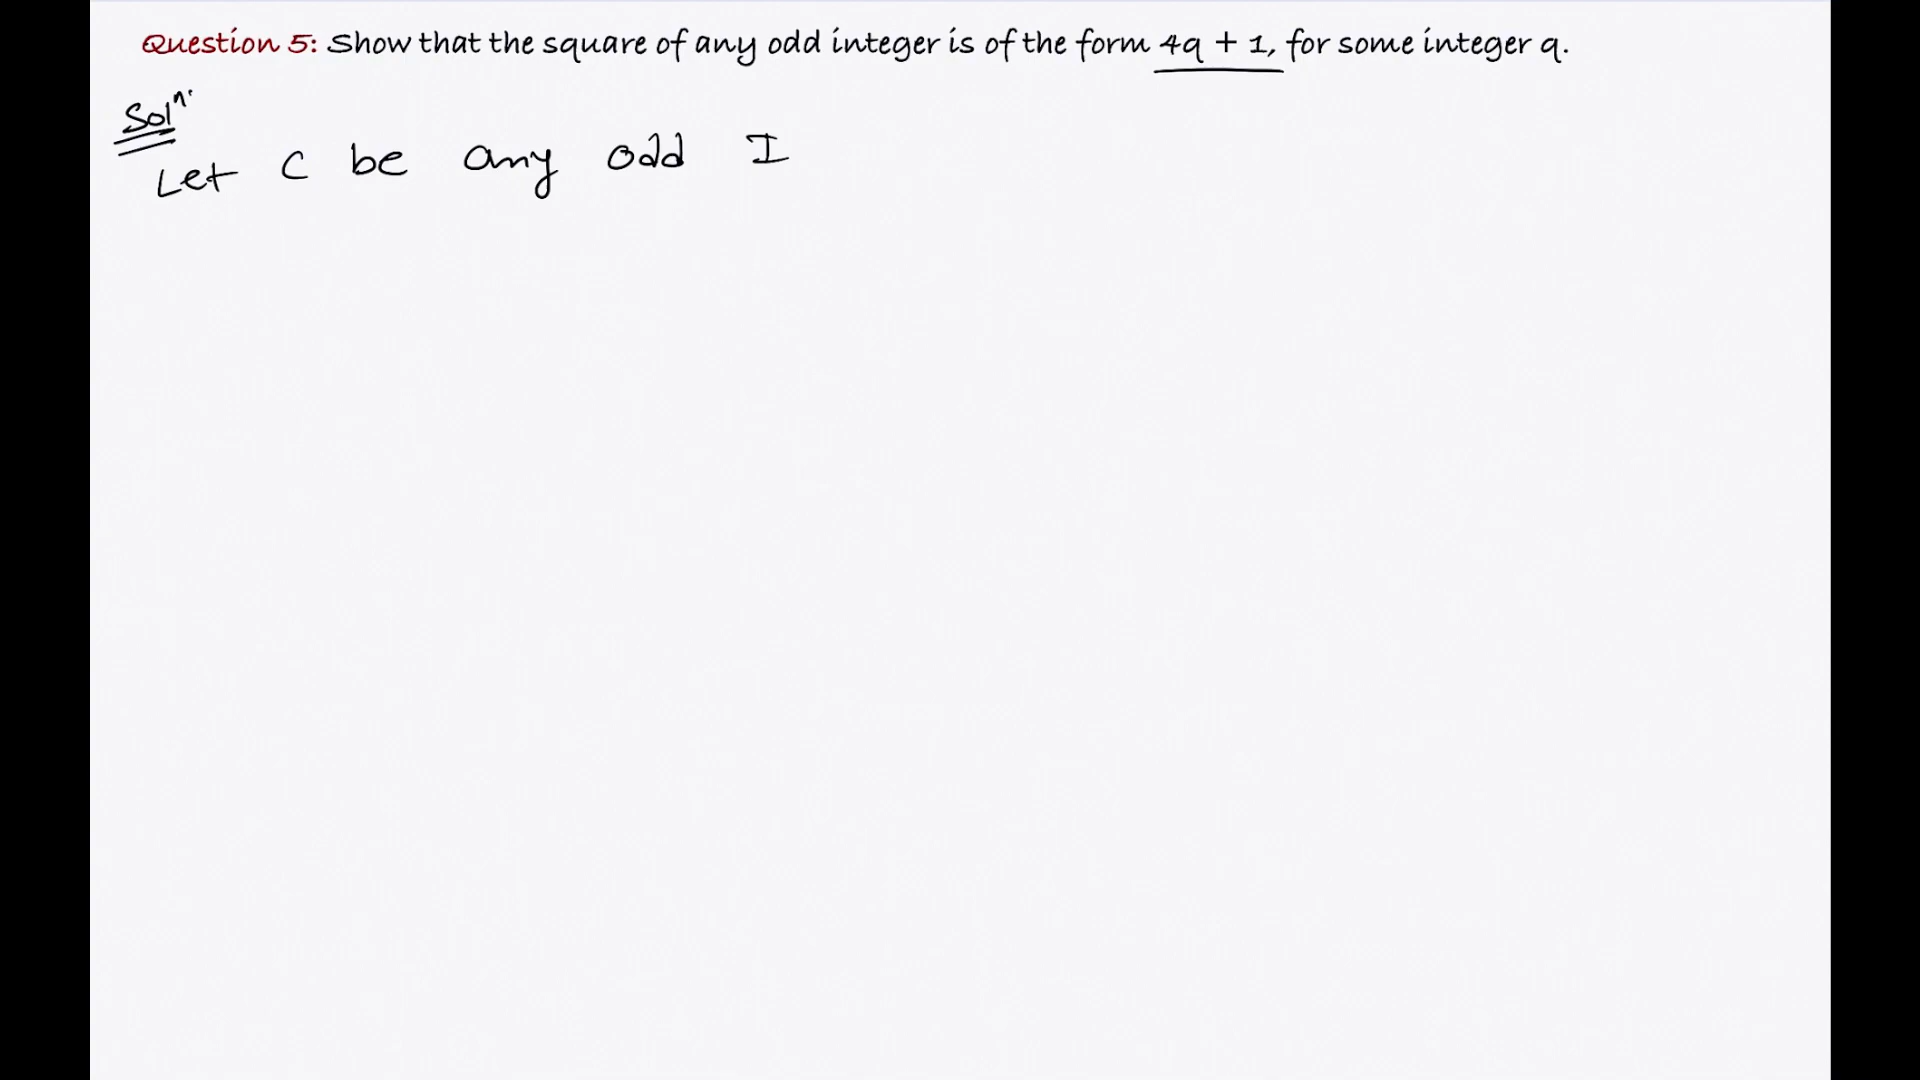 Question 5: Show that the square of any odd integer is of the form 4q + 1, for some integer q.
Solⁿ.
Let C be any odd I